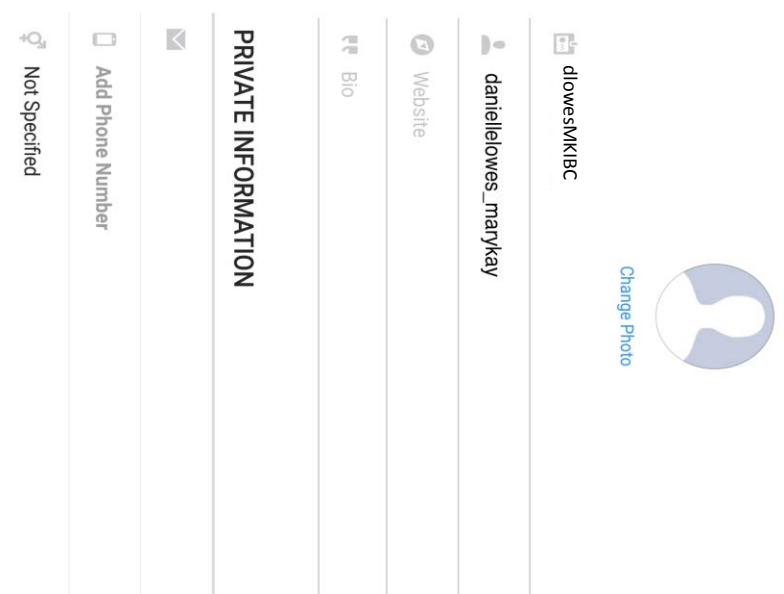 Change Photo
dlowesMKIBC
daniellelowes_marykay
Website
Bio
PRIVATE INFORMATION
Add Phone Number
Not Specified